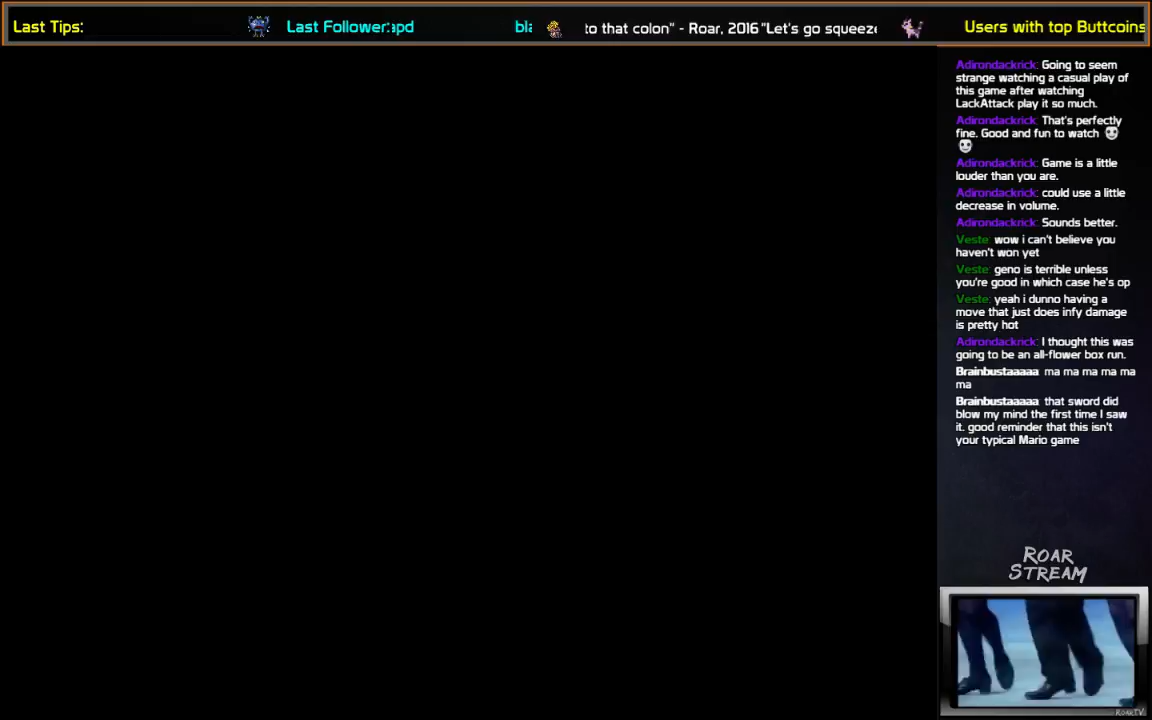 Last Tips:
Last Follower:apd
bla
to that colon" - Roar, 2016 "Let's go squeeze
Users with top Buttcoins
Adirondackrick: Going to seem
strange watching a casual play of
this game after watching
LackAttack play it so much.
Adirondackrick: That's perfectly
fine. Good and fun to watch
Adirondackrick: Game is a little
louder than you are.
Adirondackrick: could use a little
decrease in volume.
Adirondackrick: Sounds better.
Veste: wow i can't believe you
haven't won yet
Veste: geno is terrible unless
you're good in which case he's op
Veste: yeah i dunno having a
move that just does infy damage
is pretty hot
Adirondackrick: I thought this was
going to be an all-flower box run.
Brainbustaaaaa ma ma ma ma ma
ma
Brainbustaaaaa that sword did
blow my mind the first time I saw
it. good reminder that this isn't
your typical Mario game
ROAR
STREAM
ROARTV